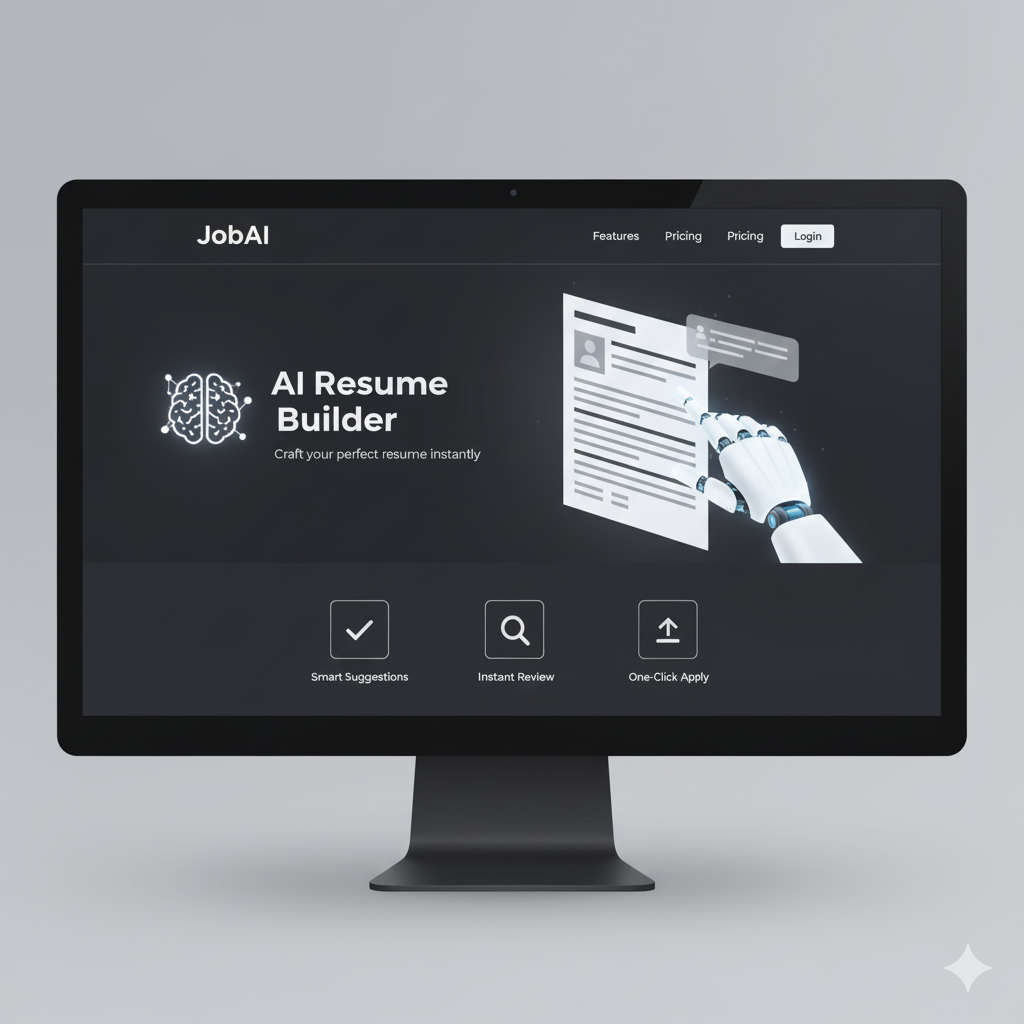 JobAI
Features
Pricing
Pricing
Login
AI Resume
Builder
Craft your perfect resume instantly
Smart Suggestions
Instant Review
One-Click Apply